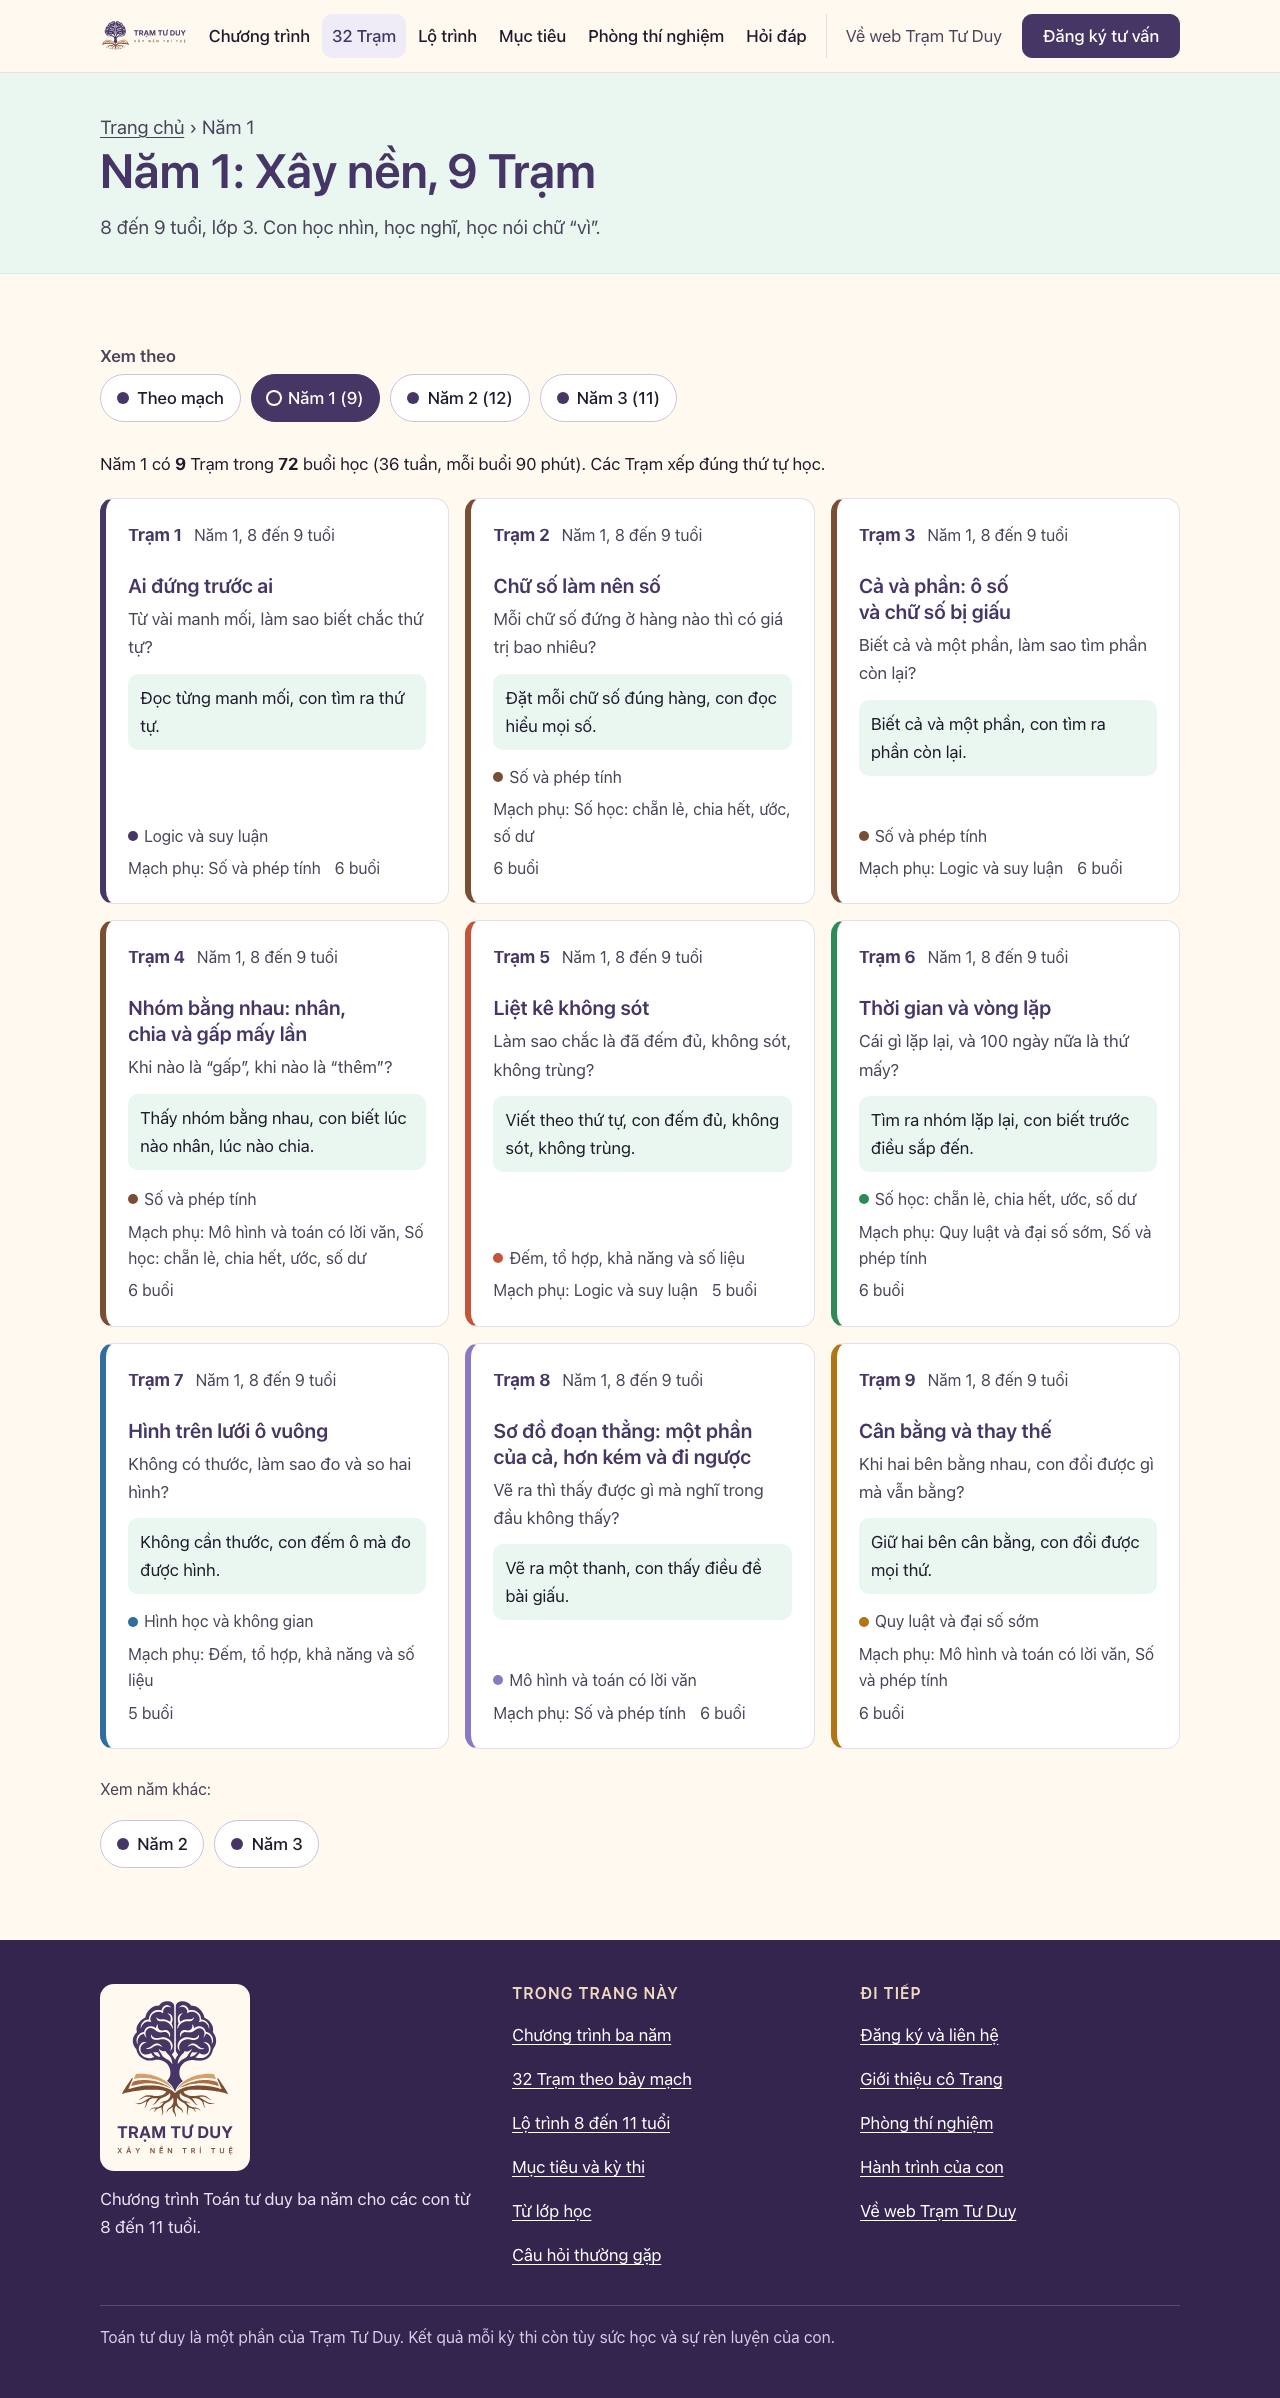 TRẠM TƯ DUY
XÂY NỀN TRÍ TUỆ
Chương trình
32 Trạm
Lộ trình
Mục tiêu
Phòng thí nghiệm
Hỏi đáp
Về web Trạm Tư Duy
Đăng ký tư vấn
Trang chủ › Năm 1
Năm 1: Xây nền, 9 Trạm
8 đến 9 tuổi, lớp 3. Con học nhìn, học nghĩ, học nói chữ “vì”.
Xem theo
Theo mạch
Năm 1 (9)
Năm 2 (12)
Năm 3 (11)
Năm 1 có 9 Trạm trong 72 buổi học (36 tuần, mỗi buổi 90 phút). Các Trạm xếp đúng thứ tự học.
Trạm 1 Năm 1, 8 đến 9 tuổi
Ai đứng trước ai
Từ vài manh mối, làm sao biết chắc thứ
tự?
Đọc từng manh mối, con tìm ra thứ
tự.
Logic và suy luận
Mạch phụ: Số và phép tính 6 buổi
Trạm 2 Năm 1, 8 đến 9 tuổi
Chữ số làm nên số
Mỗi chữ số đứng ở hàng nào thì có giá
trị bao nhiêu?
Đặt mỗi chữ số đúng hàng, con đọc
hiểu mọi số.
Số và phép tính
Mạch phụ: Số học: chẵn lẻ, chia hết, ước,
số dư
6 buổi
Trạm 3 Năm 1, 8 đến 9 tuổi
Cả và phần: ô số
và chữ số bị giấu
Biết cả và một phần, làm sao tìm phần
còn lại?
Biết cả và một phần, con tìm ra
phần còn lại.
Số và phép tính
Mạch phụ: Logic và suy luận 6 buổi
Trạm 4 Năm 1, 8 đến 9 tuổi
Nhóm bằng nhau: nhân,
chia và gấp mấy lần
Khi nào là “gấp”, khi nào là “thêm”?
Thấy nhóm bằng nhau, con biết lúc
nào nhân, lúc nào chia.
Số và phép tính
Mạch phụ: Mô hình và toán có lời văn, Số
học: chẵn lẻ, chia hết, ước, số dư
6 buổi
Trạm 5 Năm 1, 8 đến 9 tuổi
Liệt kê không sót
Làm sao chắc là đã đếm đủ, không sót,
không trùng?
Viết theo thứ tự, con đếm đủ, không
sót, không trùng.
Đếm, tổ hợp, khả năng và số liệu
Mạch phụ: Logic và suy luận 5 buổi
Trạm 6 Năm 1, 8 đến 9 tuổi
Thời gian và vòng lặp
Cái gì lặp lại, và 100 ngày nữa là thứ
mấy?
Tìm ra nhóm lặp lại, con biết trước
điều sắp đến.
Số học: chẵn lẻ, chia hết, ước, số dư
Mạch phụ: Quy luật và đại số sớm, Số và
phép tính
6 buổi
Trạm 7 Năm 1, 8 đến 9 tuổi
Hình trên lưới ô vuông
Không có thước, làm sao đo và so hai
hình?
Không cần thước, con đếm ô mà đo
được hình.
Hình học và không gian
Mạch phụ: Đếm, tổ hợp, khả năng và số
liệu
5 buổi
Trạm 8 Năm 1, 8 đến 9 tuổi
Sơ đồ đoạn thẳng: một phần
của cả, hơn kém và đi ngược
Vẽ ra thì thấy được gì mà nghĩ trong
đầu không thấy?
Vẽ ra một thanh, con thấy điều đề
bài giấu.
Mô hình và toán có lời văn
Mạch phụ: Số và phép tính 6 buổi
Trạm 9 Năm 1, 8 đến 9 tuổi
Cân bằng và thay thế
Khi hai bên bằng nhau, con đổi được gì
mà vẫn bằng?
Giữ hai bên cân bằng, con đổi được
mọi thứ.
Quy luật và đại số sớm
Mạch phụ: Mô hình và toán có lời văn, Số
và phép tính
6 buổi
Xem năm khác:
Năm 2
Năm 3
TRẠM TƯ DUY
XÂY NỀN TRÍ TUỆ
Chương trình Toán tư duy ba năm cho các con từ
8 đến 11 tuổi.
TRONG TRANG NÀY
Chương trình ba năm
32 Trạm theo bảy mạch
Lộ trình 8 đến 11 tuổi
Mục tiêu và kỳ thi
Từ lớp học
Câu hỏi thường gặp
ĐI TIẾP
Đăng ký và liên hệ
Giới thiệu cô Trang
Phòng thí nghiệm
Hành trình của con
Về web Trạm Tư Duy
Toán tư duy là một phần của Trạm Tư Duy. Kết quả mỗi kỳ thi còn tùy sức học và sự rèn luyện của con.